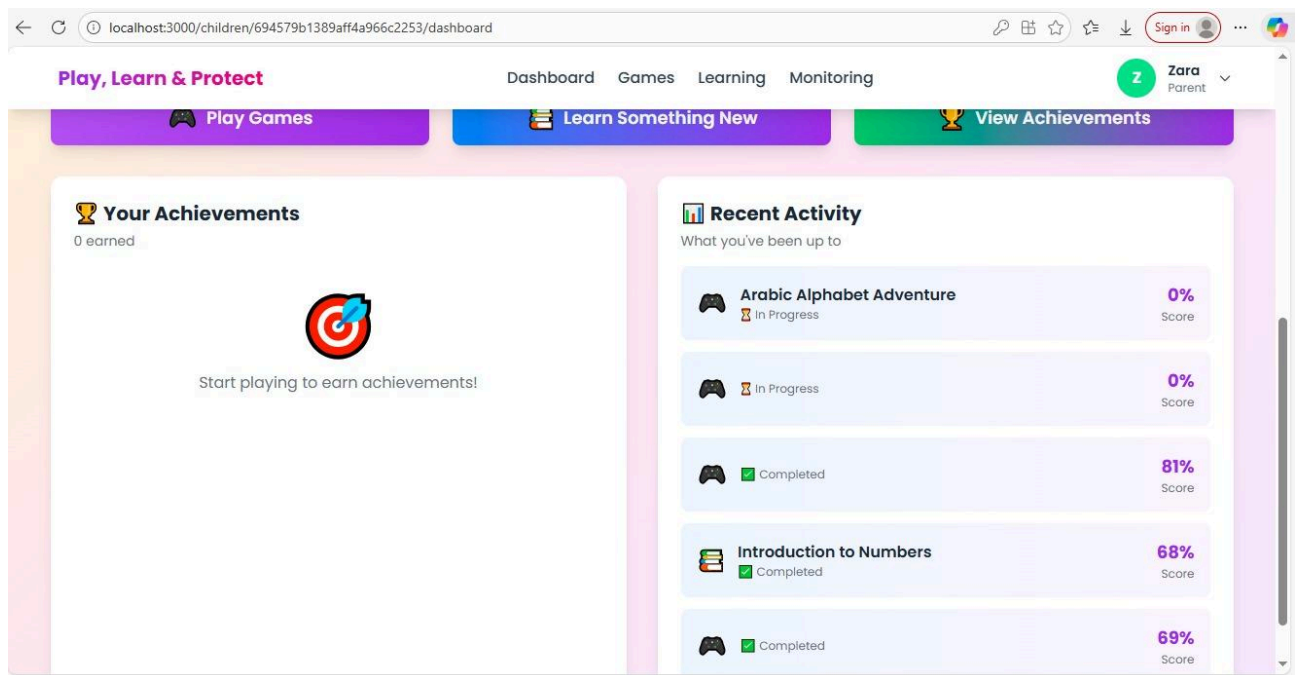 localhost:3000/children/694579b1389aff4a966c2253/dashboard
Sign in
Play, Learn & Protect
Dashboard
Games
Learning
Monitoring
Z
Zara
Parent
Play Games
Learn Something New
View Achievements
Your Achievements
0 earned
Start playing to earn achievements!
Recent Activity
What you've been up to
Arabic Alphabet Adventure
In Progress
0%
Score
In Progress
0%
Score
Completed
81%
Score
Introduction to Numbers
Completed
68%
Score
Completed
69%
Score